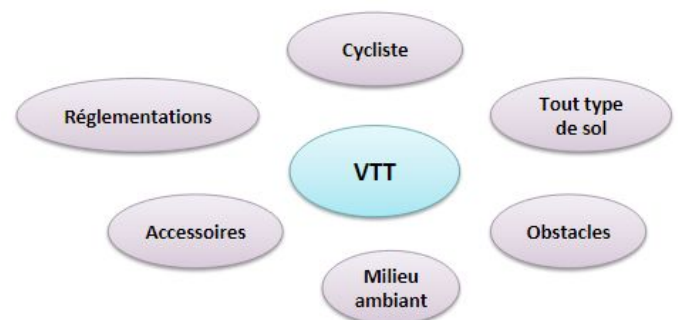 Cycliste
Réglementations
Tout type
de sol
VTT
Accessoires
Obstacles
Milieu
ambiant